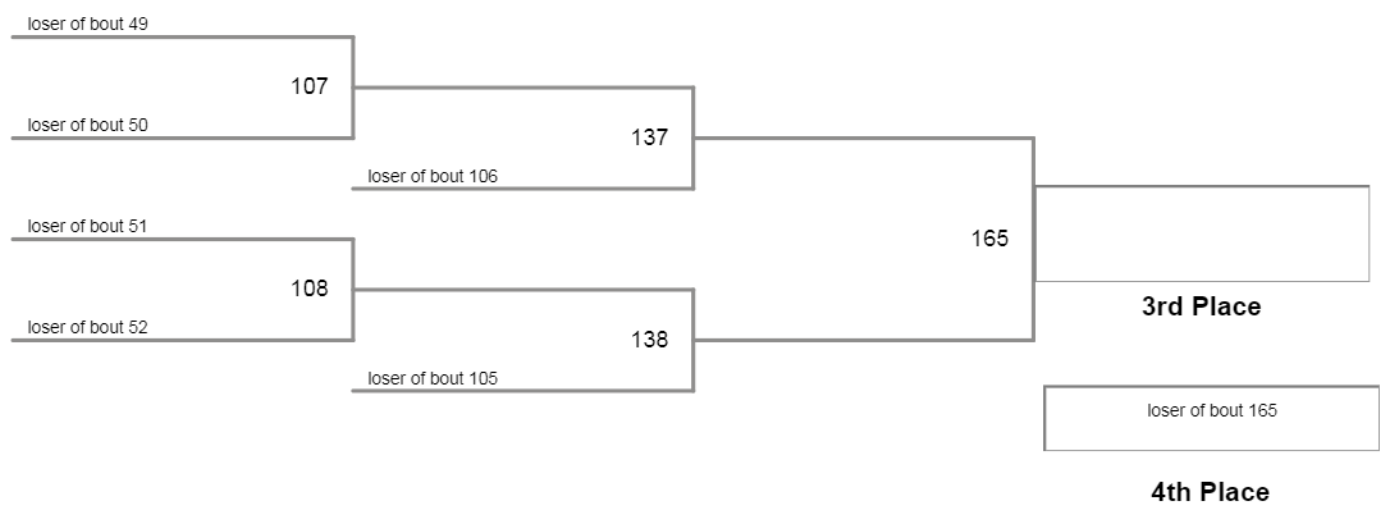 loser of bout 49
107
loser of bout 50
137
loser of bout 106
loser of bout 51
165
108
3rd Place
loser of bout 52
138
loser of bout 105
loser of bout 165
4th Place